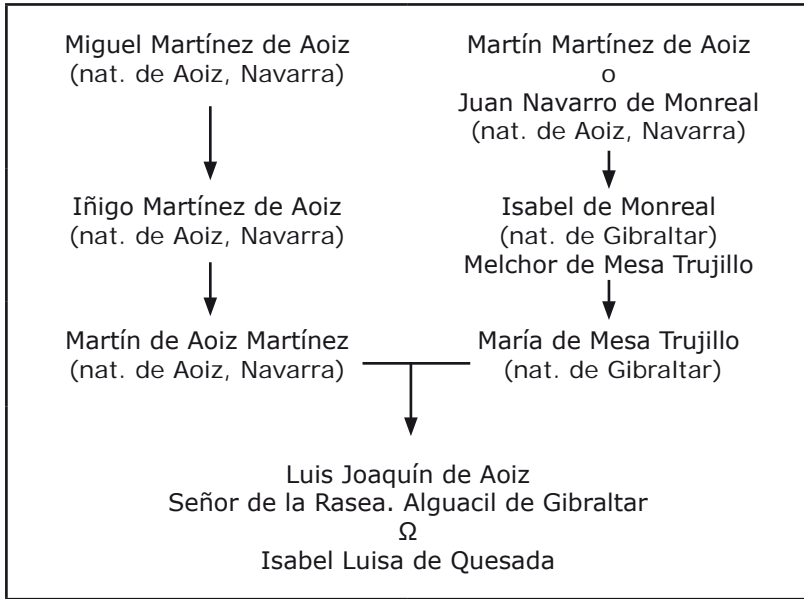 Miguel Martínez de Aoiz
(nat. de Aoiz, Navarra)
Martín Martínez de Aoiz
o
Juan Navarro de Monreal
(nat. de Aoiz, Navarra)
Iñigo Martínez de Aoiz
(nat. de Aoiz, Navarra)
Isabel de Monreal
(nat. de Gibraltar)
Melchor de Mesa Trujillo
Martín de Aoiz Martínez
(nat. de Aoiz, Navarra)
María de Mesa Trujillo
(nat. de Gibraltar)
Luis Joaquín de Aoiz
Señor de la Rasea. Alguacil de Gibraltar
Ω
Isabel Luisa de Quesada